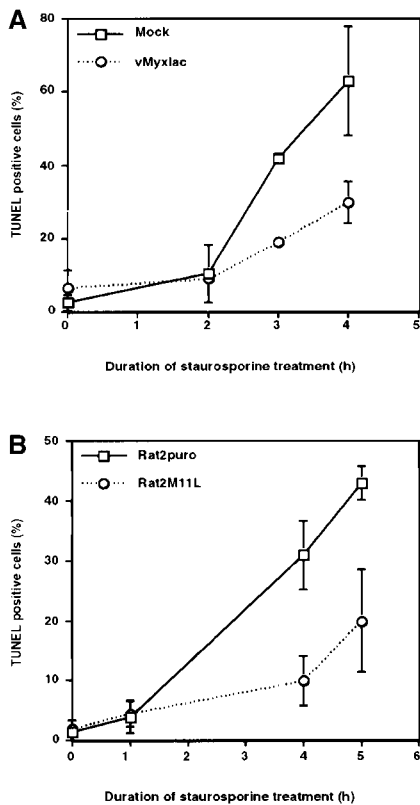 A
Mock
vMyxlac
TUNEL positive cells (%)
80
60
40
20
0
0 1 2 3 4 5
Duration of staurosporine treatment (h)
B
Rat2puro
Rat2M11L
TUNEL positive cells (%)
50
40
30
20
10
0
0 1 2 3 4 5 6
Duration of staurosporine treatment (h)